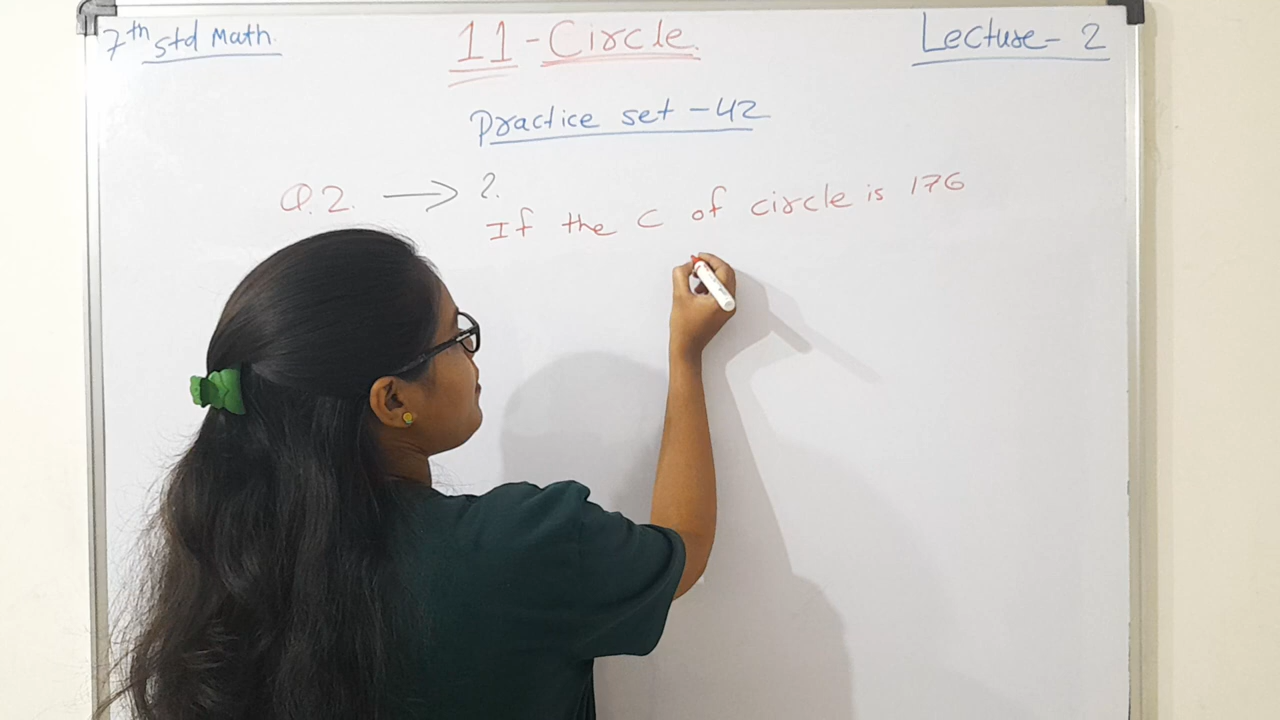 7th std Math
11-Circle.
Lecture-2
Practice set-42
Q.2. → 2.
If the C of circle is 176